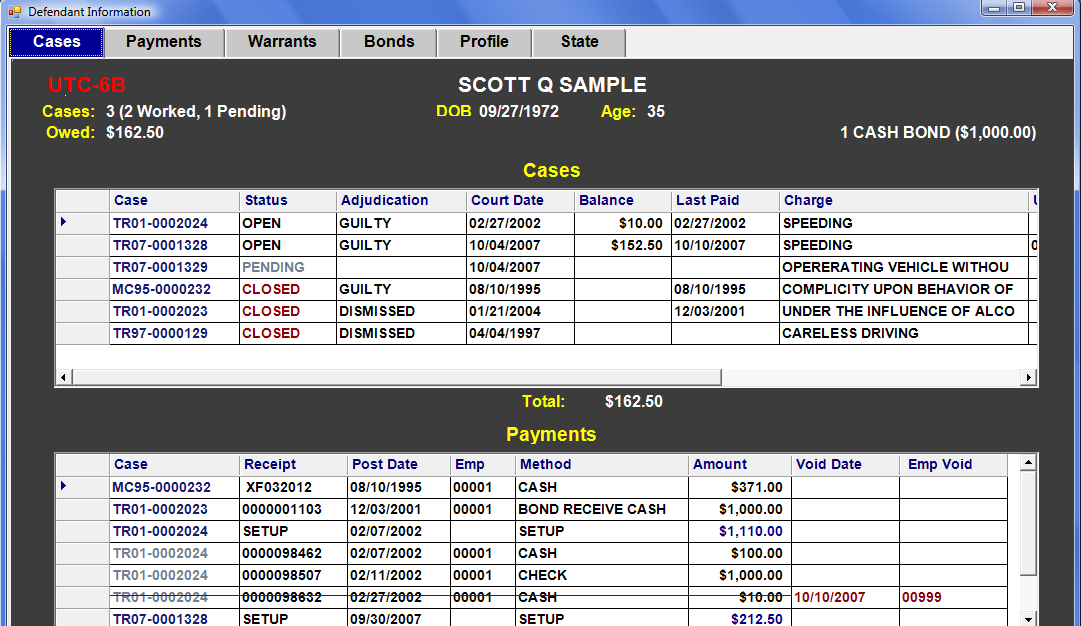 Defendant Information
Cases Payments Warrants Bonds Profile State
UTC-6B SCOTT Q SAMPLE
Cases: 3 (2 Worked, 1 Pending) DOB 09/27/1972 Age: 35
Owed: $162.50 1 CASH BOND ($1,000.00)
Cases
Case Status Adjudication Court Date Balance Last Paid Charge
TR01-0002024 OPEN GUILTY 02/27/2002 $10.00 02/27/2002 SPEEDING
TR07-0001328 OPEN GUILTY 10/04/2007 $152.50 10/10/2007 SPEEDING 0
TR07-0001329 PENDING 10/04/2007 OPERERATING VEHICLE WITHOU
MC95-0000232 CLOSED GUILTY 08/10/1995 08/10/1995 COMPLICITY UPON BEHAVIOR OF
TR01-0002023 CLOSED DISMISSED 01/21/2004 12/03/2001 UNDER THE INFLUENCE OF ALCO
TR97-0000129 CLOSED DISMISSED 04/04/1997 CARELESS DRIVING
Total: $162.50
Payments
Case Receipt Post Date Emp Method Amount Void Date Emp Void
MC95-0000232 XF032012 08/10/1995 00001 CASH $371.00
TR01-0002023 0000001103 12/03/2001 00001 BOND RECEIVE CASH $1,000.00
TR01-0002024 SETUP 02/07/2002 SETUP $1,110.00
TR01-0002024 0000098462 02/07/2002 00001 CASH $100.00
TR01-0002024 0000098507 02/11/2002 00001 CHECK $1,000.00
TR01-0002024 0000098632 02/27/2002 00001 CASH $10.00 10/10/2007 00999
TR07-0001328 SETUP 09/30/2007 SETUP $212.50